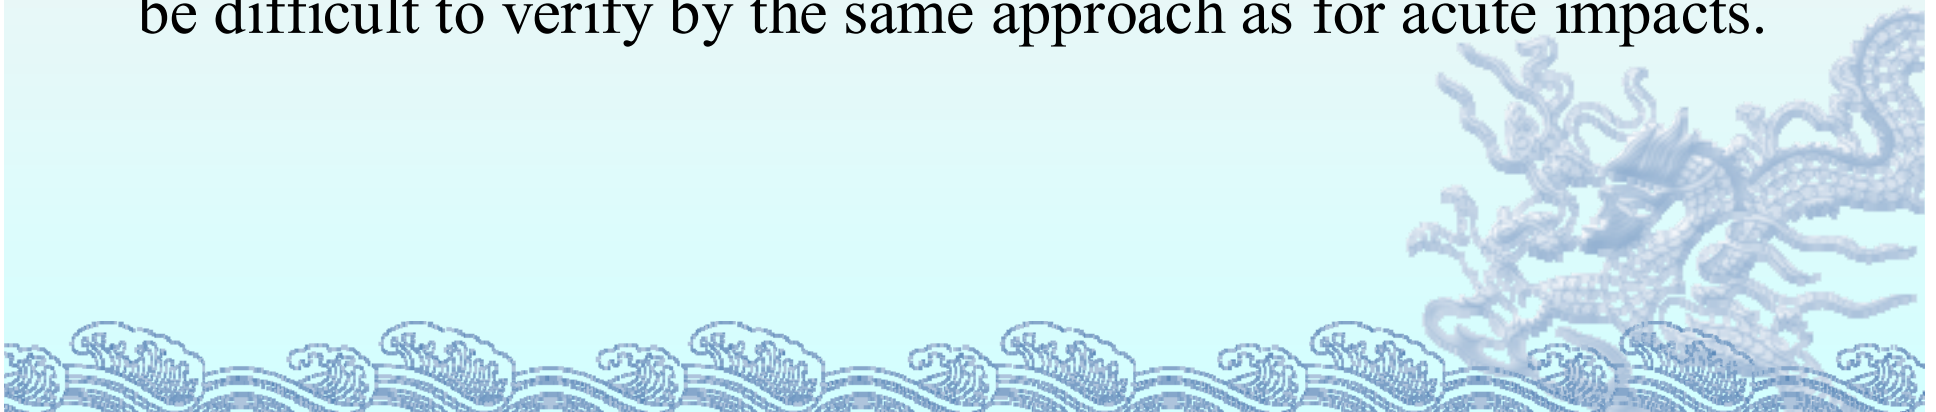 be difficult to verify by the same approach as for acute impacts.